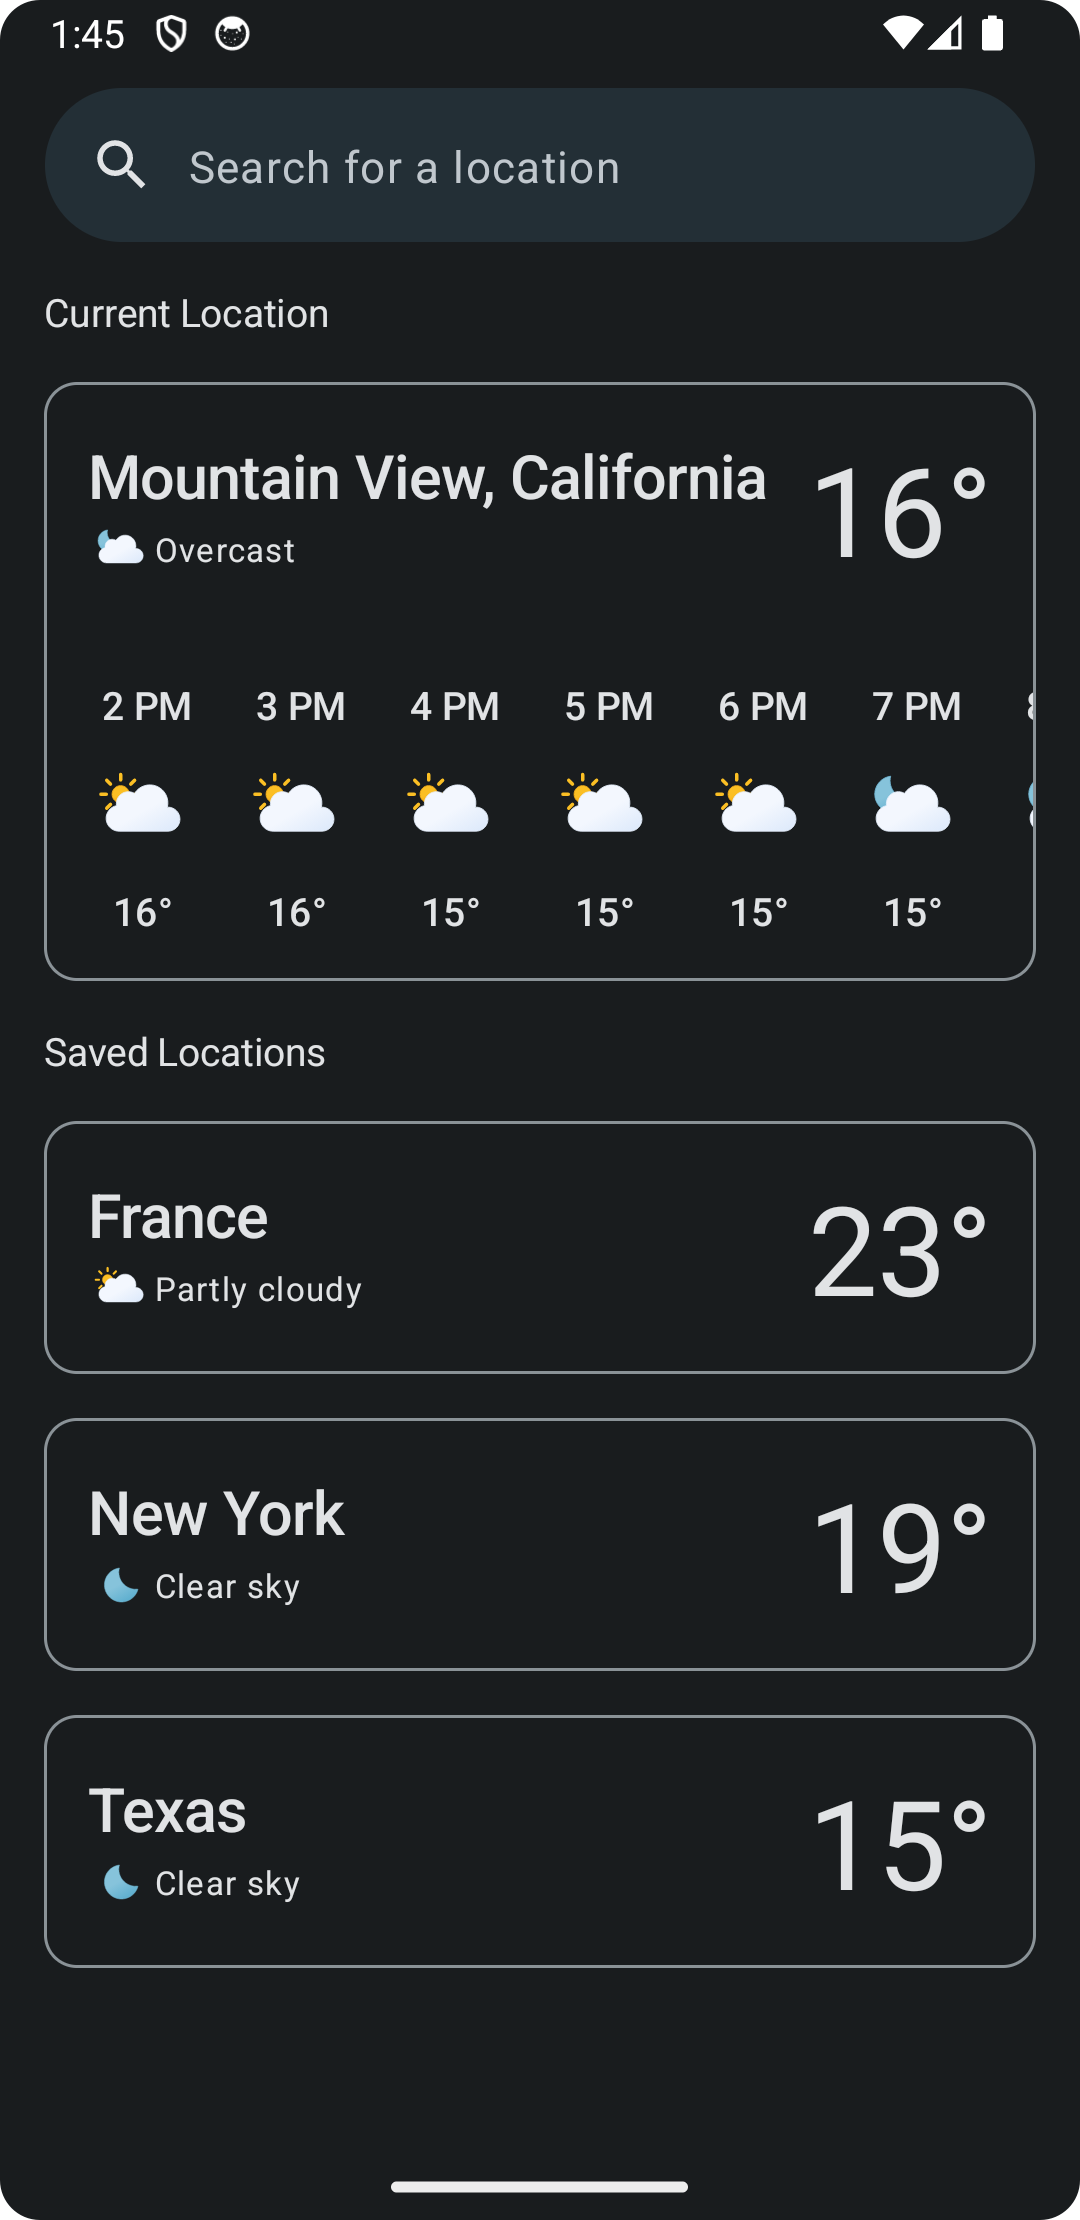 1:45
Search for a location
Current Location
Mountain View, California
16°
Overcast
2 PM 3 PM 4 PM 5 PM 6 PM 7 PM
16° 16° 15° 15° 15° 15°
Saved Locations
France
23°
Partly cloudy
New York
19°
Clear sky
Texas
15°
Clear sky